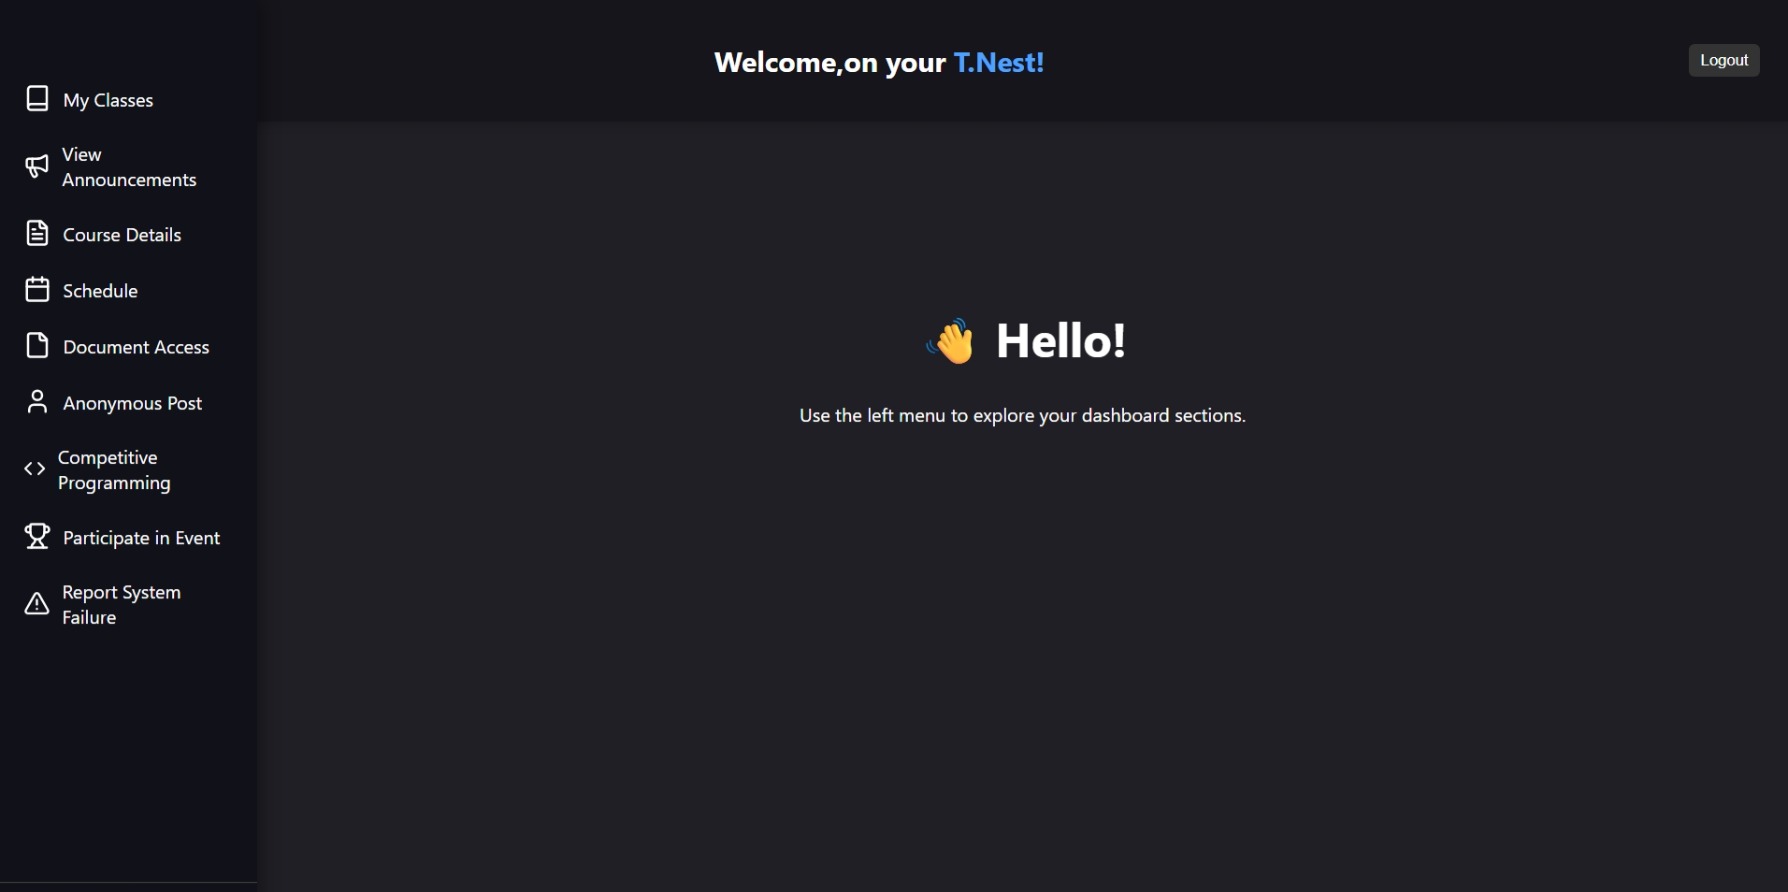 Welcome,on your T.Nest!
Logout
My Classes
View
Announcements
Course Details
Schedule
Document Access
Anonymous Post
Competitive
Programming
Participate in Event
Report System
Failure
👋 Hello!
Use the left menu to explore your dashboard sections.